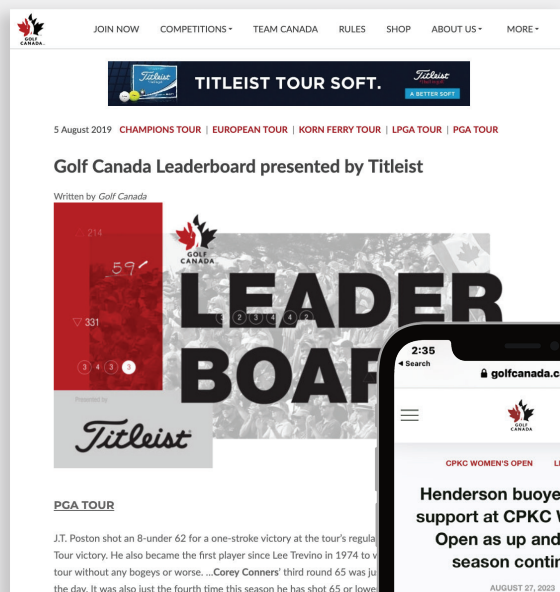 GOLF
CANADA
JOIN NOW COMPETITIONS TEAM CANADA RULES SHOP ABOUT US MORE
Titleist TITLEIST TOUR SOFT. Titleist
A BETTER SOFT
5 August 2019 CHAMPIONS TOUR | EUROPEAN TOUR | KORN FERRY TOUR | LPGA TOUR | PGA TOUR
Golf Canada Leaderboard presented by Titleist
Written by Golf Canada
△ 214
59
▽ 331
3 4 3 3
GOLF
CANADA
LEADER
3 2 3 4 4 2
BOAR
Presented by
Titleist
PGA TOUR
J.T. Poston shot an 8-under 62 for a one-stroke victory at the tour's regula
Tour victory. He also became the first player since Lee Trevino in 1974 to
tour without any bogeys or worse. ...Corey Conners' third round 65 was ju
the day. It was also just the fourth time this season he has shot 65 or lowe
2:35
◀ Search
golfcanada.c
GOLF
CANADA
CPKC WOMEN'S OPEN
Henderson buoye
support at CPKC
Open as up and
season contin
AUGUST 27, 2023